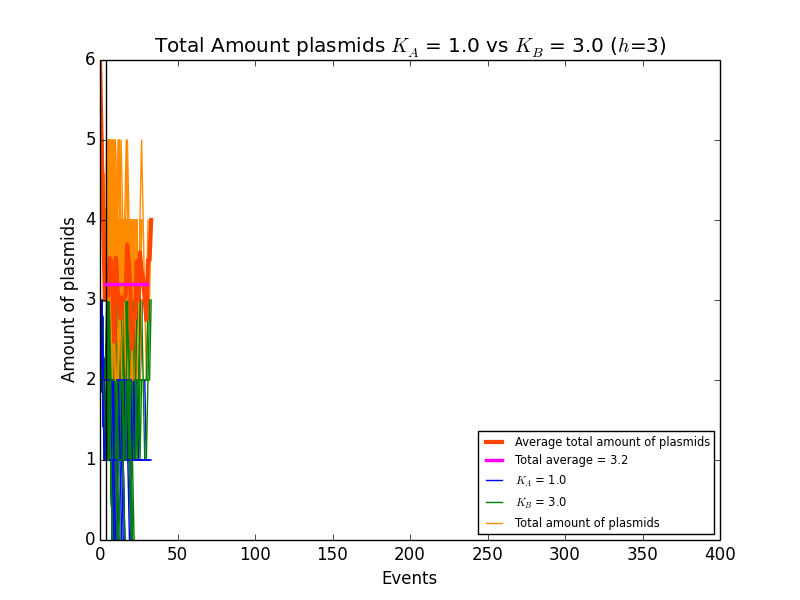 Total Amount plasmids K_A = 1.0 vs K_B = 3.0 (h=3)
6
5
4
3
2
1
0
Amount of plasmids
Average total amount of plasmids
Total average = 3.2
K_A = 1.0
K_B = 3.0
Total amount of plasmids
0 50 100 150 200 250 300 350 400
Events